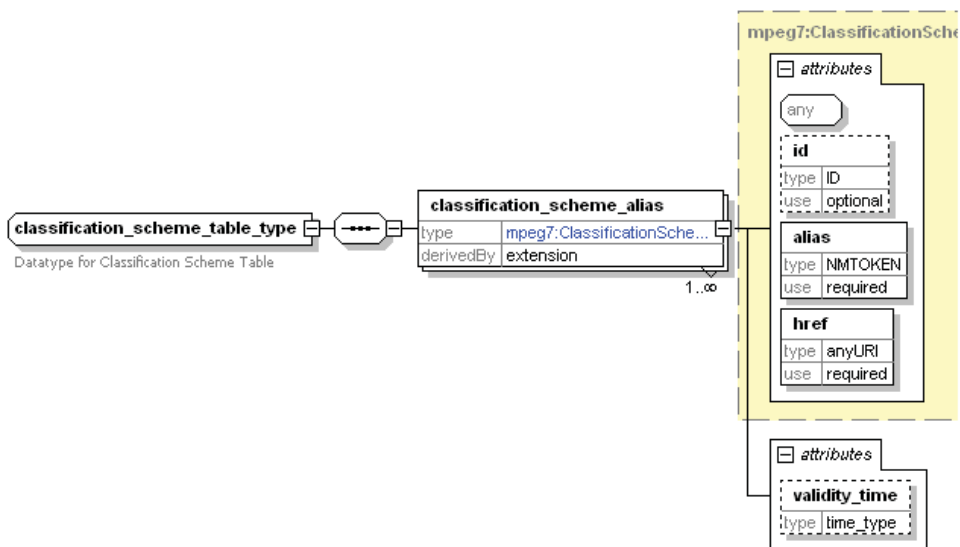 mpeg7:ClassificationSche
attributes
any
id
type ID
use optional
classification_scheme_alias
classification_scheme_table_type
type mpeg7:ClassificationSche...
derivedBy extension
Datatype for Classification Scheme Table
1..∞
alias
type NMTOKEN
use required
href
type anyURI
use required
attributes
validity_time
type time_type